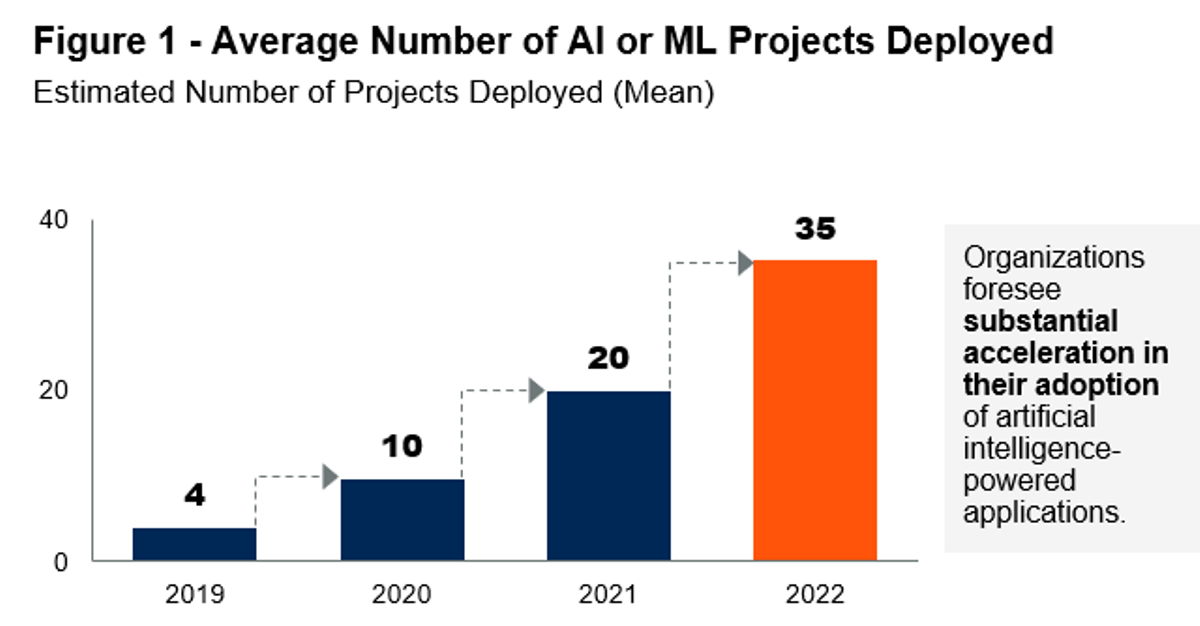 Figure 1 - Average Number of AI or ML Projects Deployed
Estimated Number of Projects Deployed (Mean)
40
20
0
4
10
20
35
2019
2020
2021
2022
Organizations
foresee
substantial
acceleration in
their adoption
of artificial
intelligence-
powered
applications.